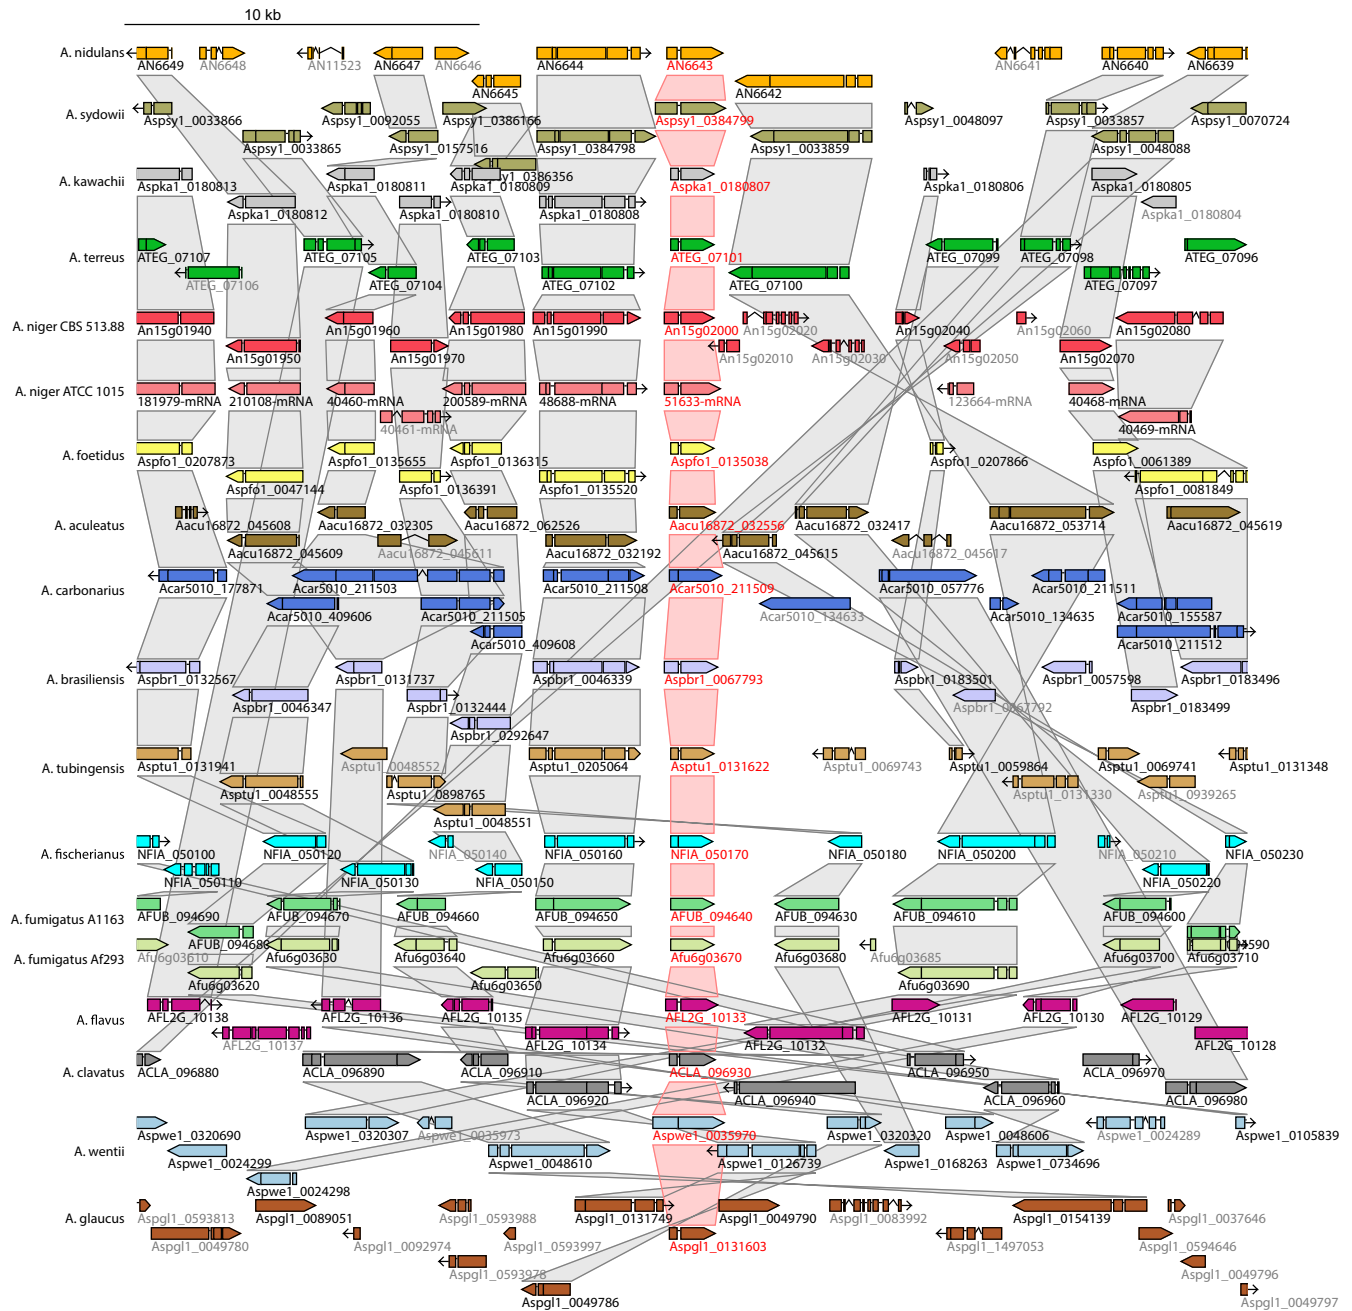 10 kb
A. nidulans
AN6649 AN6648 AN11523 AN6647 AN6646 AN6644 AN6643 AN6641 AN6640 AN6639
AN6645 AN6642
A. sydowii
Aspsy1_0033866 Aspsy1_0092055 Aspsy1_0386166 Aspsy1_0384799 Aspsy1_0048097 Aspsy1_0033857 Aspsy1_0070724
Aspsy1_0033865 Aspsy1_0157516 Aspsy1_0384798 Aspsy1_0033859 Aspsy1_0048088
y1_0386356
A. kawachii
Aspka1_0180813 Aspka1_0180811 Aspka1_0180809 Aspka1_0180807 Aspka1_0180806 Aspka1_0180805
Aspka1_0180812 Aspka1_0180810 Aspka1_0180808 Aspka1_0180804
A. terreus
ATEG_07107 ATEG_07105 ATEG_07103 ATEG_07101 ATEG_07099 ATEG_07098 ATEG_07096
ATEG_07106 ATEG_07104 ATEG_07102 ATEG_07100 ATEG_07097
A. niger CBS 513.88
An15g01940 An15g01960 An15g01980 An15g01990 An15g02000 An15g02020 An15g02040 An15g02060 An15g02080
An15g01950 An15g01970 An15g02010 An15g02030 An15g02050 An15g02070
A. niger ATCC 1015
181979-mRNA 210108-mRNA 40460-mRNA 200589-mRNA 48688-mRNA 51633-mRNA 123664-mRNA 40468-mRNA
40461-mRNA 40469-mRNA
A. foetidus
Aspfo1_0207873 Aspfo1_0135655 Aspfo1_0136315 Aspfo1_0135038 Aspfo1_0207866 Aspfo1_0061389
Aspfo1_0047144 Aspfo1_0136391 Aspfo1_0135520 Aspfo1_0081849
A. aculeatus
Aacu16872_045608 Aacu16872_032305 Aacu16872_062526 Aacu16872_032556 Aacu16872_032417 Aacu16872_053714 Aacu16872_045619
Aacu16872_045609 Aacu16872_045611 Aacu16872_032192 Aacu16872_045615 Aacu16872_045617
A. carbonarius
Acar5010_177871 Acar5010_211503 Acar5010_211508 Acar5010_211509 Acar5010_057776 Acar5010_211511
Acar5010_409606 Acar5010_211505 Acar5010_134633 Acar5010_134635 Acar5010_155587
Acar5010_409608 Acar5010_211512
A. brasiliensis
Aspbr1_0132567 Aspbr1_0131737 Aspbr1_0046339 Aspbr1_0067793 Aspbr1_0183501 Aspbr1_0057598 Aspbr1_0183496
Aspbr1_0046347 Aspbr1_0132444 Aspbr1_0067792 Aspbr1_0183499
Aspbr1_0292647
A. tubingensis
Asptu1_0131941 Asptu1_0048552 Asptu1_0205064 Asptu1_0131622 Asptu1_0069743 Asptu1_0059864 Asptu1_0069741 Asptu1_0131348
Asptu1_0048555 Asptu1_0898765 Asptu1_0131330 Asptu1_0939265
Asptu1_0048551
A. fischerianus
NFIA_050100 NFIA_050120 NFIA_050140 NFIA_050160 NFIA_050170 NFIA_050180 NFIA_050200 NFIA_050210 NFIA_050230
NFIA_050110 NFIA_050130 NFIA_050150 NFIA_050220
A. fumigatus A1163
AFUB_094690 AFUB_094670 AFUB_094660 AFUB_094650 AFUB_094640 AFUB_094630 AFUB_094610 AFUB_094600
AFUB_094680 4590
A. fumigatus Af293
Afu6g03610 Afu6g03630 Afu6g03640 Afu6g03660 Afu6g03670 Afu6g03680 Afu6g03685 Afu6g03700 Afu6g03710
Afu6g03620 Afu6g03650 Afu6g03690
A. flavus
AFL2G_10138 AFL2G_10136 AFL2G_10135 AFL2G_10133 AFL2G_10131 AFL2G_10130 AFL2G_10129
AFL2G_10137 AFL2G_10134 AFL2G_10132 AFL2G_10128
A. clavatus
ACLA_096880 ACLA_096890 ACLA_096910 ACLA_096930 ACLA_096950 ACLA_096970
ACLA_096920 ACLA_096940 ACLA_096960 ACLA_096980
A. wentii
Aspwe1_0320690 Aspwe1_0320307 Aspwe1_0035973 Aspwe1_0035970 Aspwe1_0320320 Aspwe1_0048606 Aspwe1_0024289 Aspwe1_0105839
Aspwe1_0024299 Aspwe1_0048610 Aspwe1_0126739 Aspwe1_0168263 Aspwe1_0734696
Aspwe1_0024298
A. glaucus
Aspgl1_0593813 Aspgl1_0089051 Aspgl1_0593988 Aspgl1_0131749 Aspgl1_0049790 Aspgl1_0083992 Aspgl1_0154139 Aspgl1_0037646
Aspgl1_0049780 Aspgl1_0092974 Aspgl1_0593997 Aspgl1_0131603 Aspgl1_1497053 Aspgl1_0594646
Aspgl1_0593978 Aspgl1_0049796
Aspgl1_0049786 Aspgl1_0049797